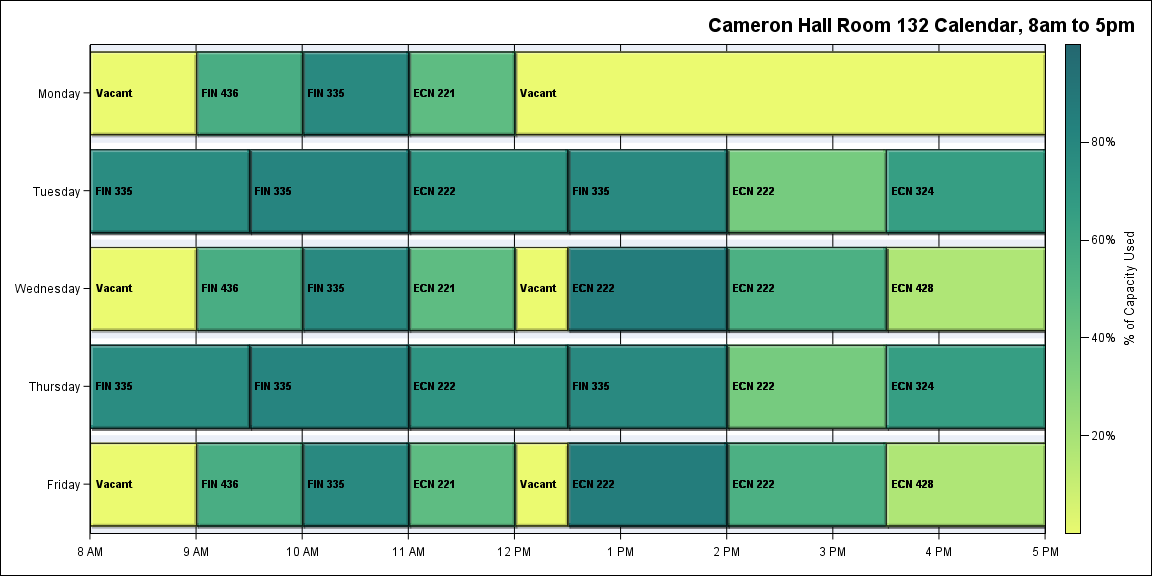 Cameron Hall Room 132 Calendar, 8am to 5pm
Monday
Vacant
FIN 436
FIN 335
ECN 221
Vacant
Tuesday
FIN 335
FIN 335
ECN 222
FIN 335
ECN 222
ECN 324
Wednesday
Vacant
FIN 436
FIN 335
ECN 221
Vacant
ECN 222
ECN 222
ECN 428
Thursday
FIN 335
FIN 335
ECN 222
FIN 335
ECN 222
ECN 324
Friday
Vacant
FIN 436
FIN 335
ECN 221
Vacant
ECN 222
ECN 222
ECN 428
8 AM
9 AM
10 AM
11 AM
12 PM
1 PM
2 PM
3 PM
4 PM
5 PM
80%
60%
40%
20%
% of Capacity Used